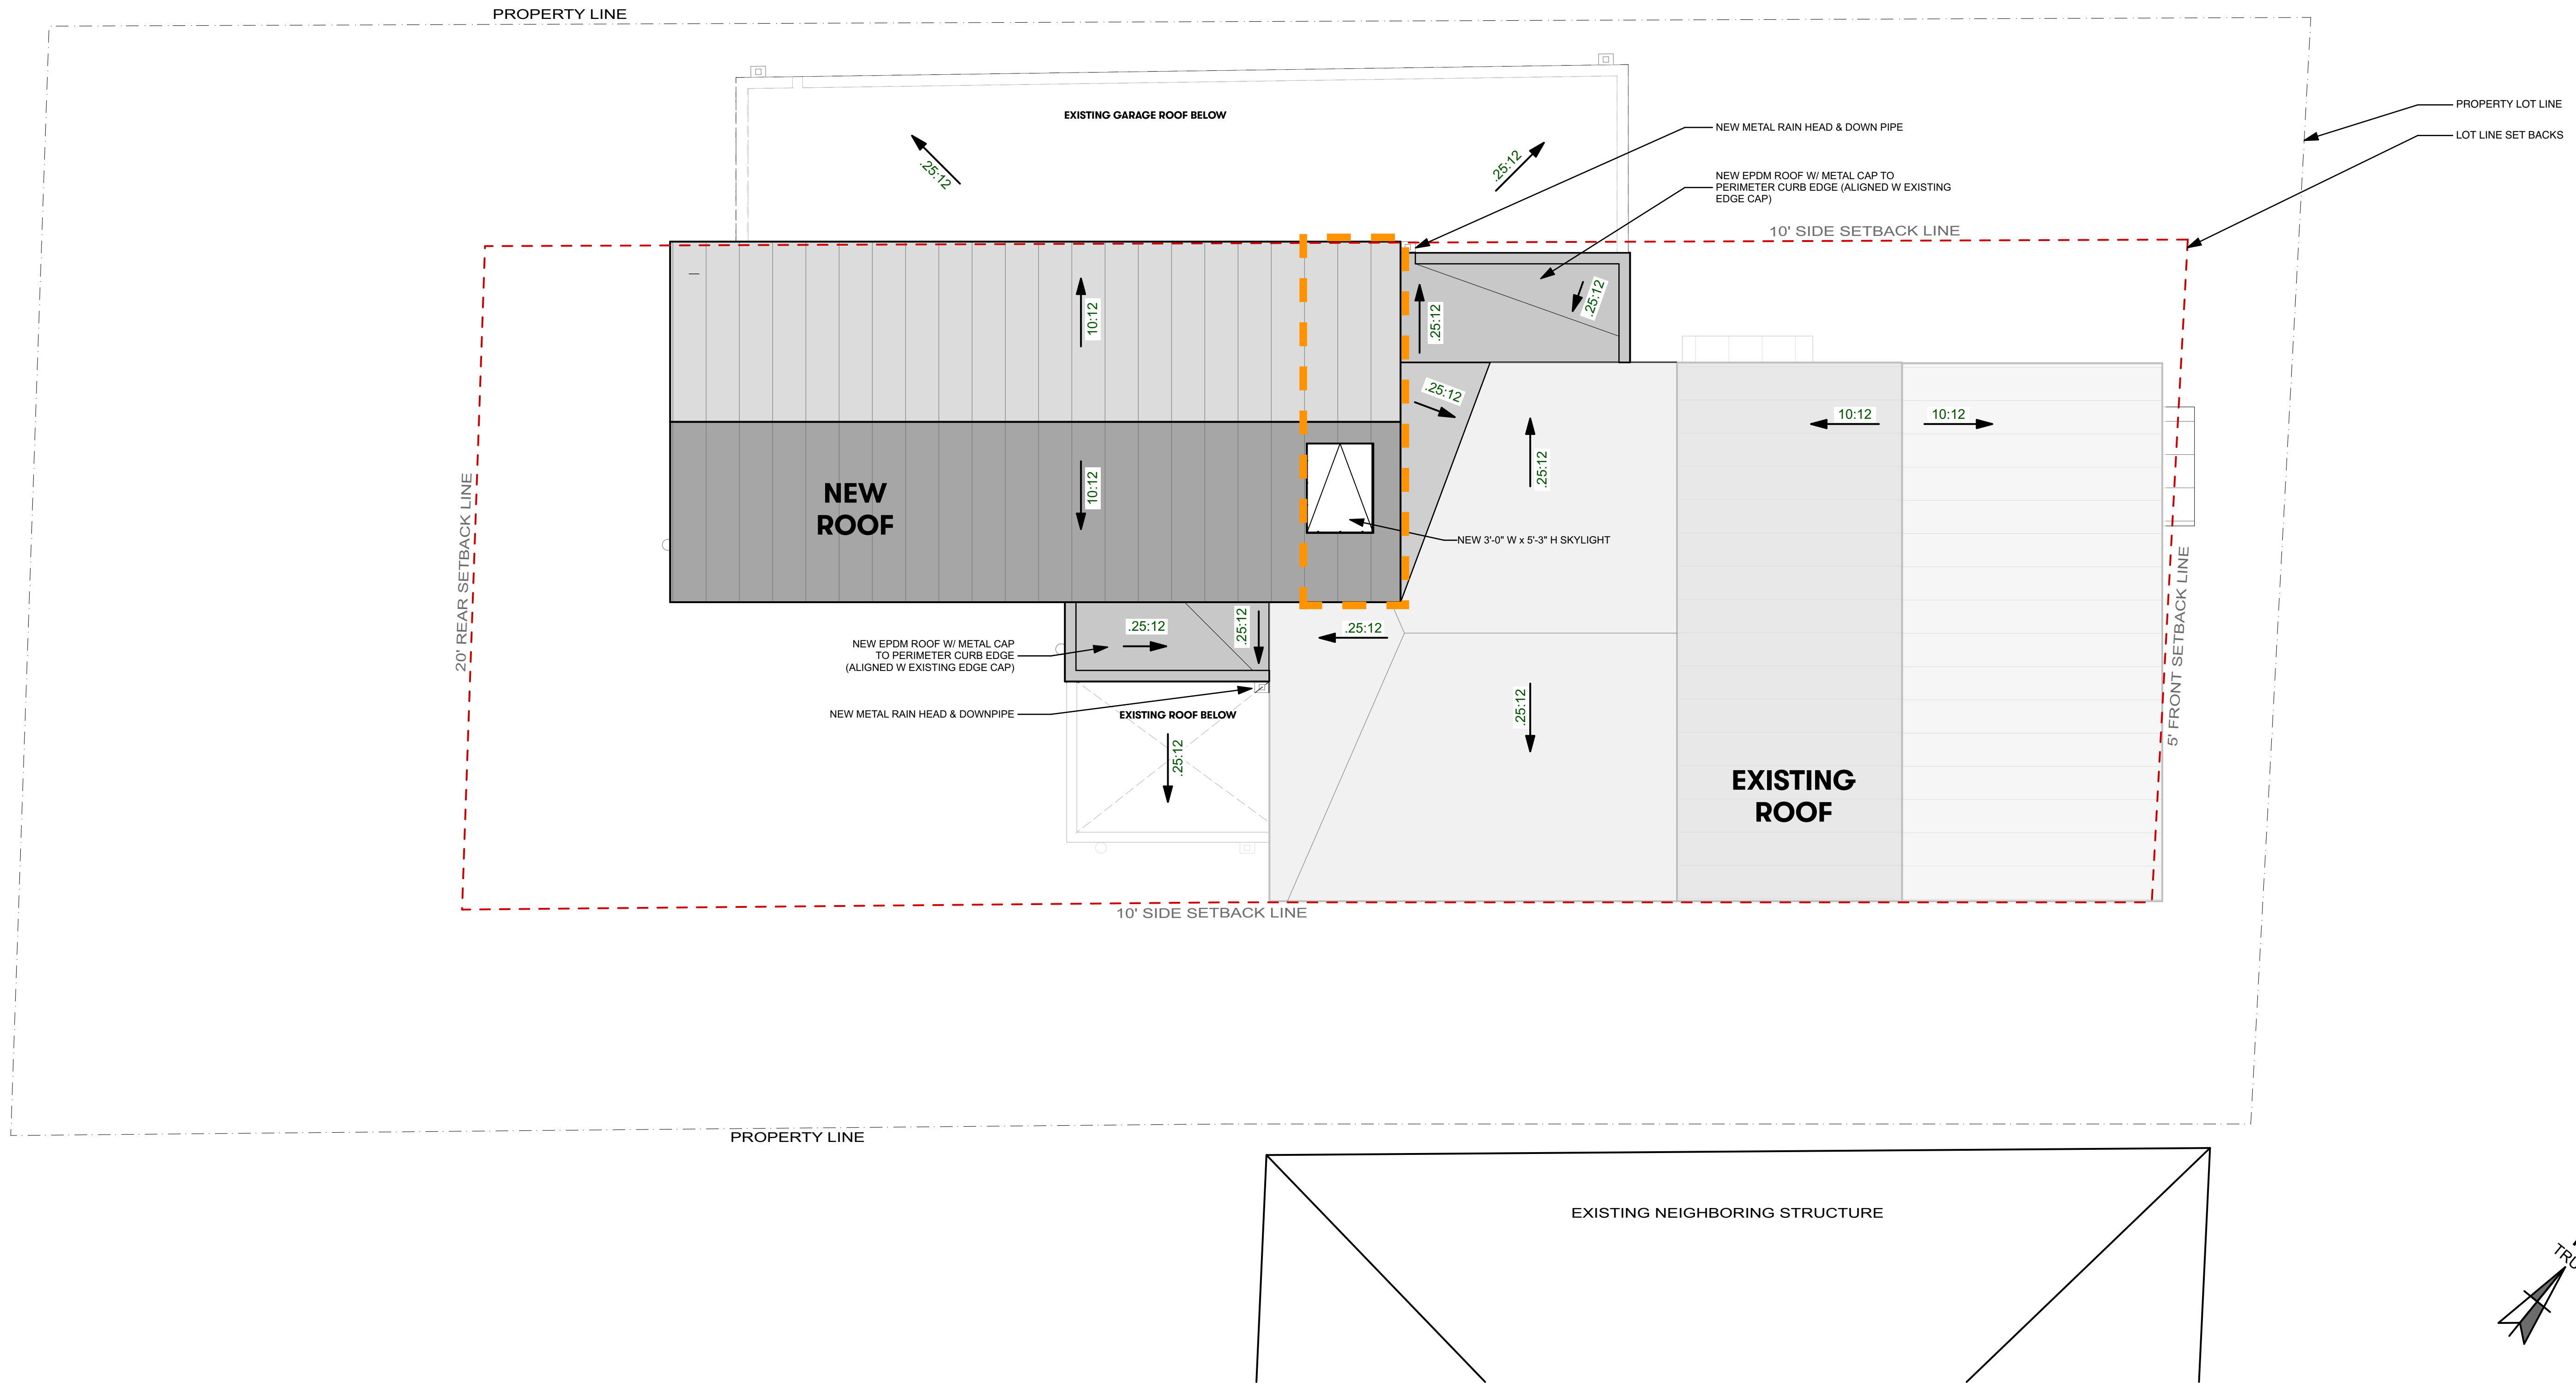 PROPERTY LINE
EXISTING GARAGE ROOF BELOW
.25:12
.25:12
NEW METAL RAIN HEAD & DOWN PIPE
PROPERTY LOT LINE
LOT LINE SET BACKS
NEW EPDM ROOF W/ METAL CAP TO
PERIMETER CURB EDGE (ALIGNED W EXISTING
EDGE CAP)
10' SIDE SETBACK LINE
10:12
.25:12
.25:12
.25:12
10:12
10:12
10:12
.25:12
NEW
ROOF
NEW 3'-0" W x 5'-3" H SKYLIGHT
20' REAR SETBACK LINE
5' FRONT SETBACK LINE
.25:12
.25:12
.25:12
NEW EPDM ROOF W/ METAL CAP
TO PERIMETER CURB EDGE
(ALIGNED W EXISTING EDGE CAP)
NEW METAL RAIN HEAD & DOWNPIPE
EXISTING ROOF BELOW
.25:12
.25:12
EXISTING
ROOF
10' SIDE SETBACK LINE
PROPERTY LINE
EXISTING NEIGHBORING STRUCTURE